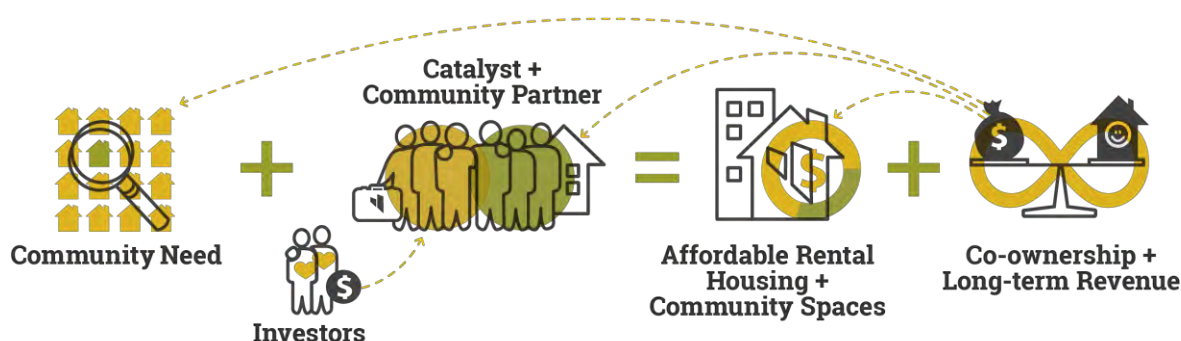 Community Need
+
Catalyst +
Community Partner
$
Investors
=
$
Affordable Rental
Housing +
Community Spaces
+
$
Co-ownership +
Long-term Revenue